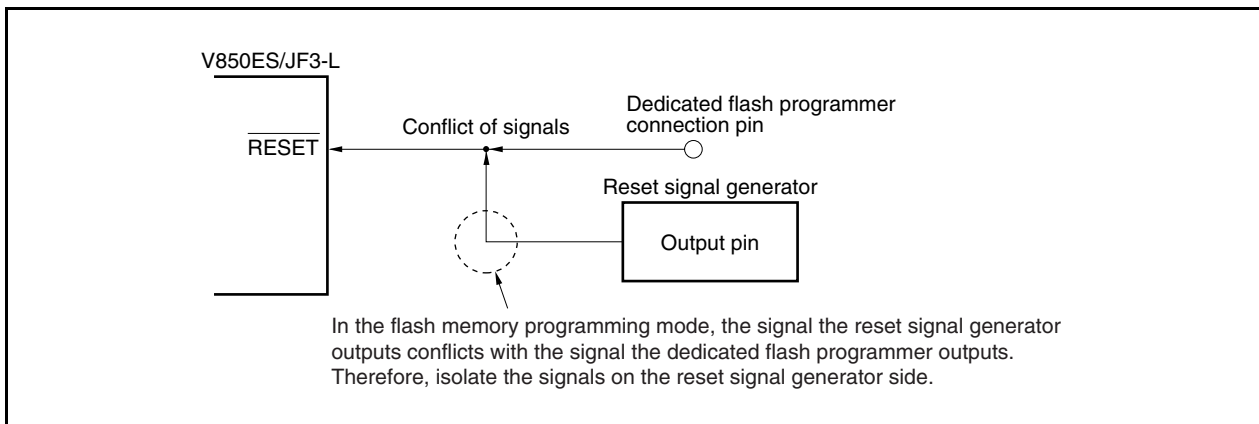 V850ES/JF3-L
RESET
Conflict of signals
Dedicated flash programmer
connection pin
Reset signal generator
Output pin
In the flash memory programming mode, the signal the reset signal generator
outputs conflicts with the signal the dedicated flash programmer outputs.
Therefore, isolate the signals on the reset signal generator side.